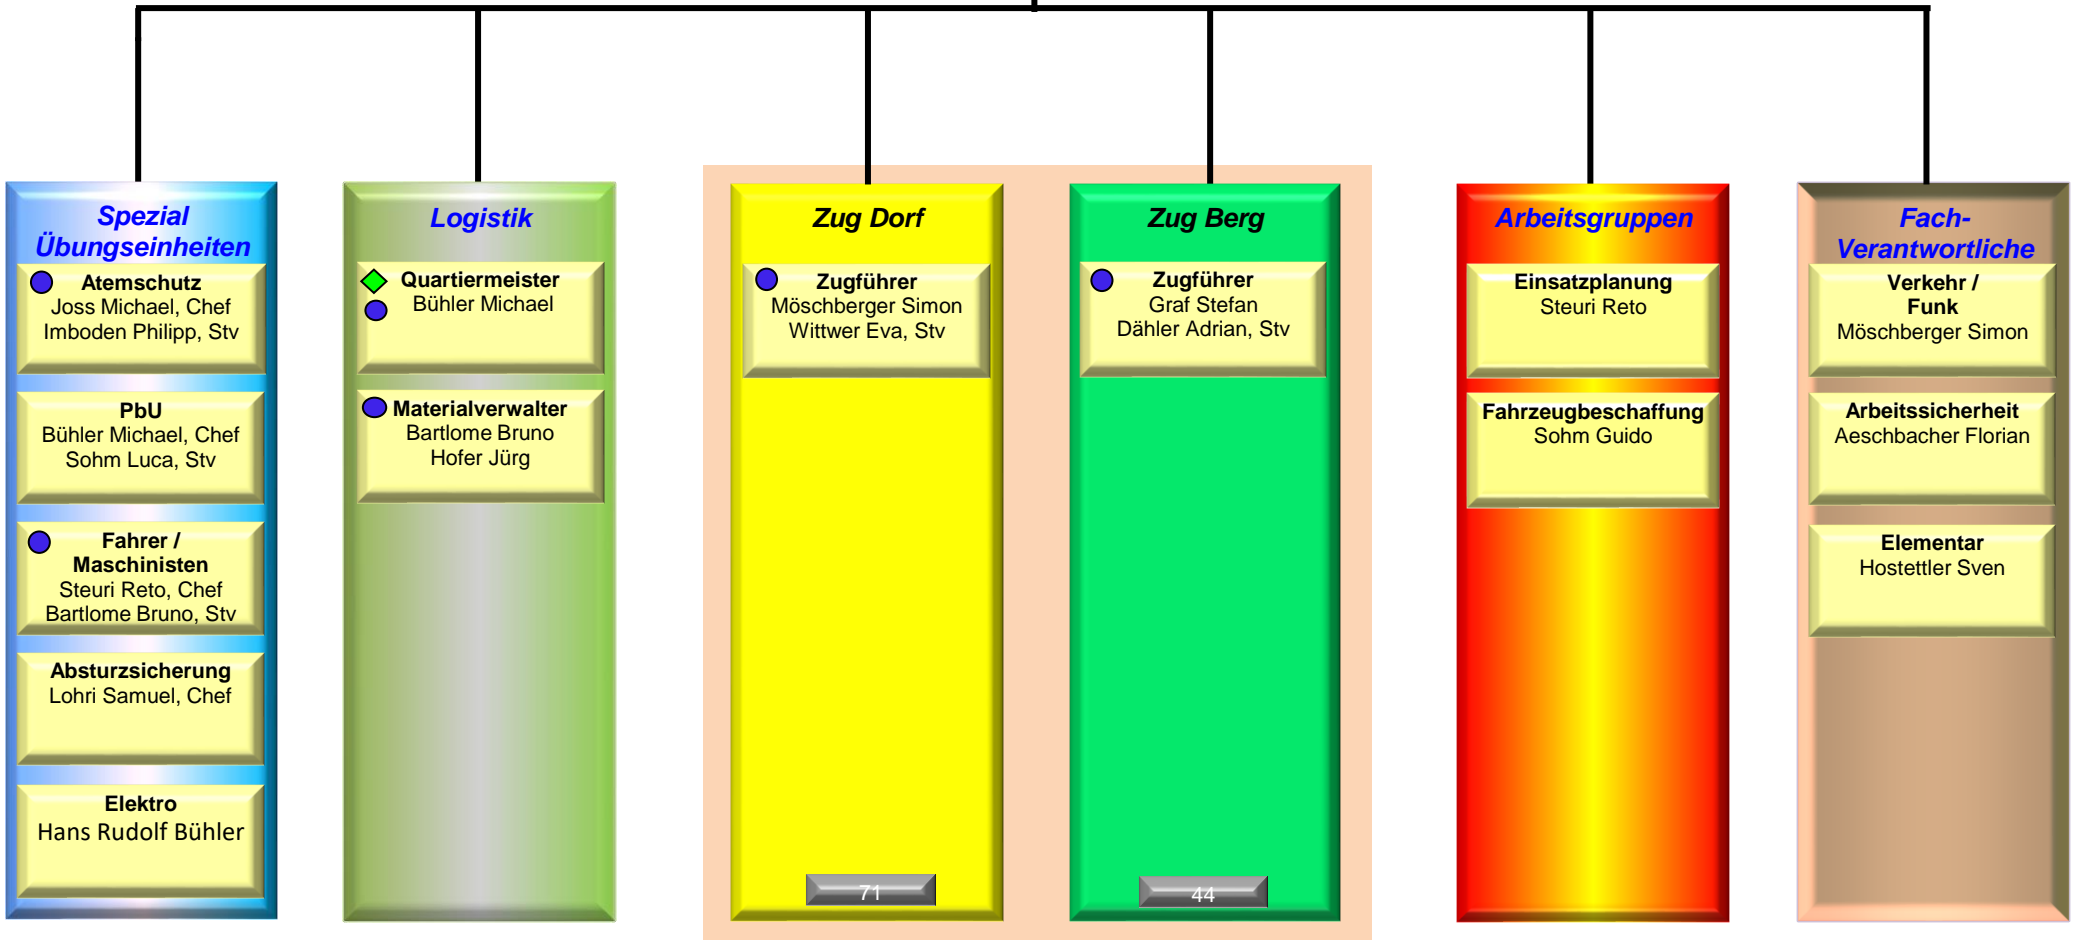 Spezial
Übungseinheiten
Atemschutz
Joss Michael, Chef
Imboden Philipp, Stv
PbU
Bühler Michael, Chef
Sohm Luca, Stv
Fahrer /
Maschinisten
Steuri Reto, Chef
Bartlome Bruno, Stv
Absturzsicherung
Lohri Samuel, Chef
Elektro
Hans Rudolf Bühler
Logistik
Quartiermeister
Bühler Michael
Materialverwalter
Bartlome Bruno
Hofer Jürg
Zug Dorf
Zugführer
Möschberger Simon
Wittwer Eva, Stv
71
Zug Berg
Zugführer
Graf Stefan
Dähler Adrian, Stv
44
Arbeitsgruppen
Einsatzplanung
Steuri Reto
Fahrzeugbeschaffung
Sohm Guido
Fach-
Verantwortliche
Verkehr /
Funk
Möschberger Simon
Arbeitssicherheit
Aeschbacher Florian
Elementar
Hostettler Sven